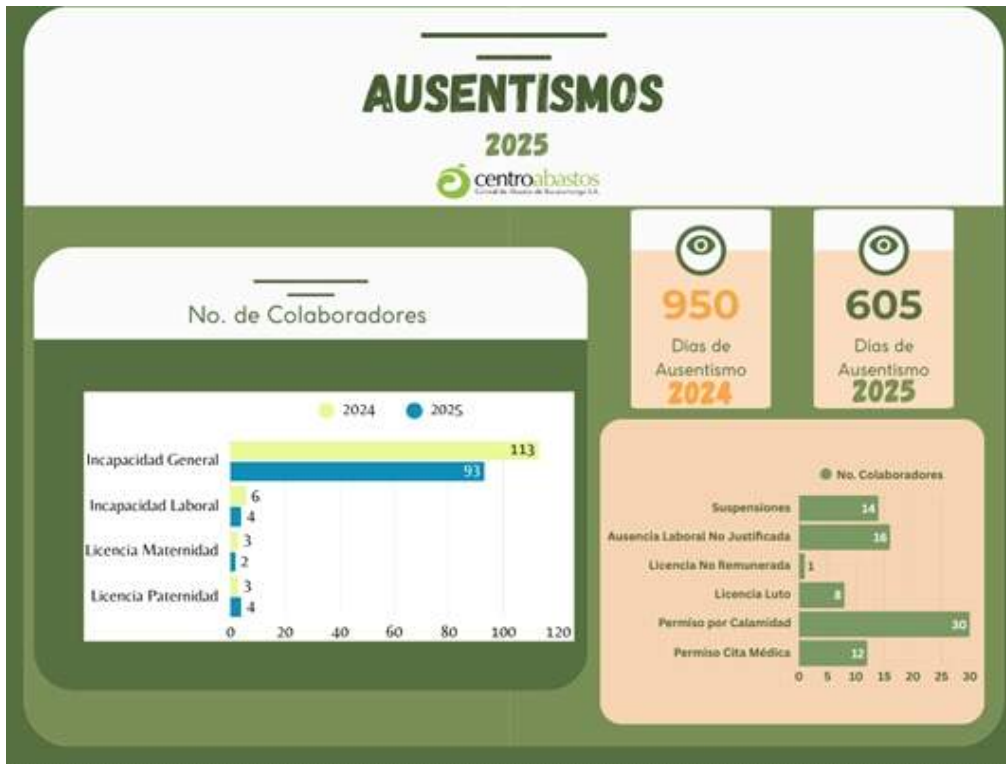 AUSENTISMOS
2025
centroabastos
No. de Colaboradores
2024 2025
Incapacidad General 113
93
Incapacidad Laboral 6
4
Licencia Maternidad 3
2
Licencia Paternidad 3
4
0 20 40 60 80 100 120
950
Dias de
Ausentismo
2024
605
Dias de
Ausentismo
2025
No. Colaboradores
Suspensiones 14
Ausencia Laboral No Justificada 16
Licencia No Remunerada 1
Licencia Luto 8
Permiso por Calamidad 30
Permiso Cita Médica 12
0 5 10 15 20 25 30